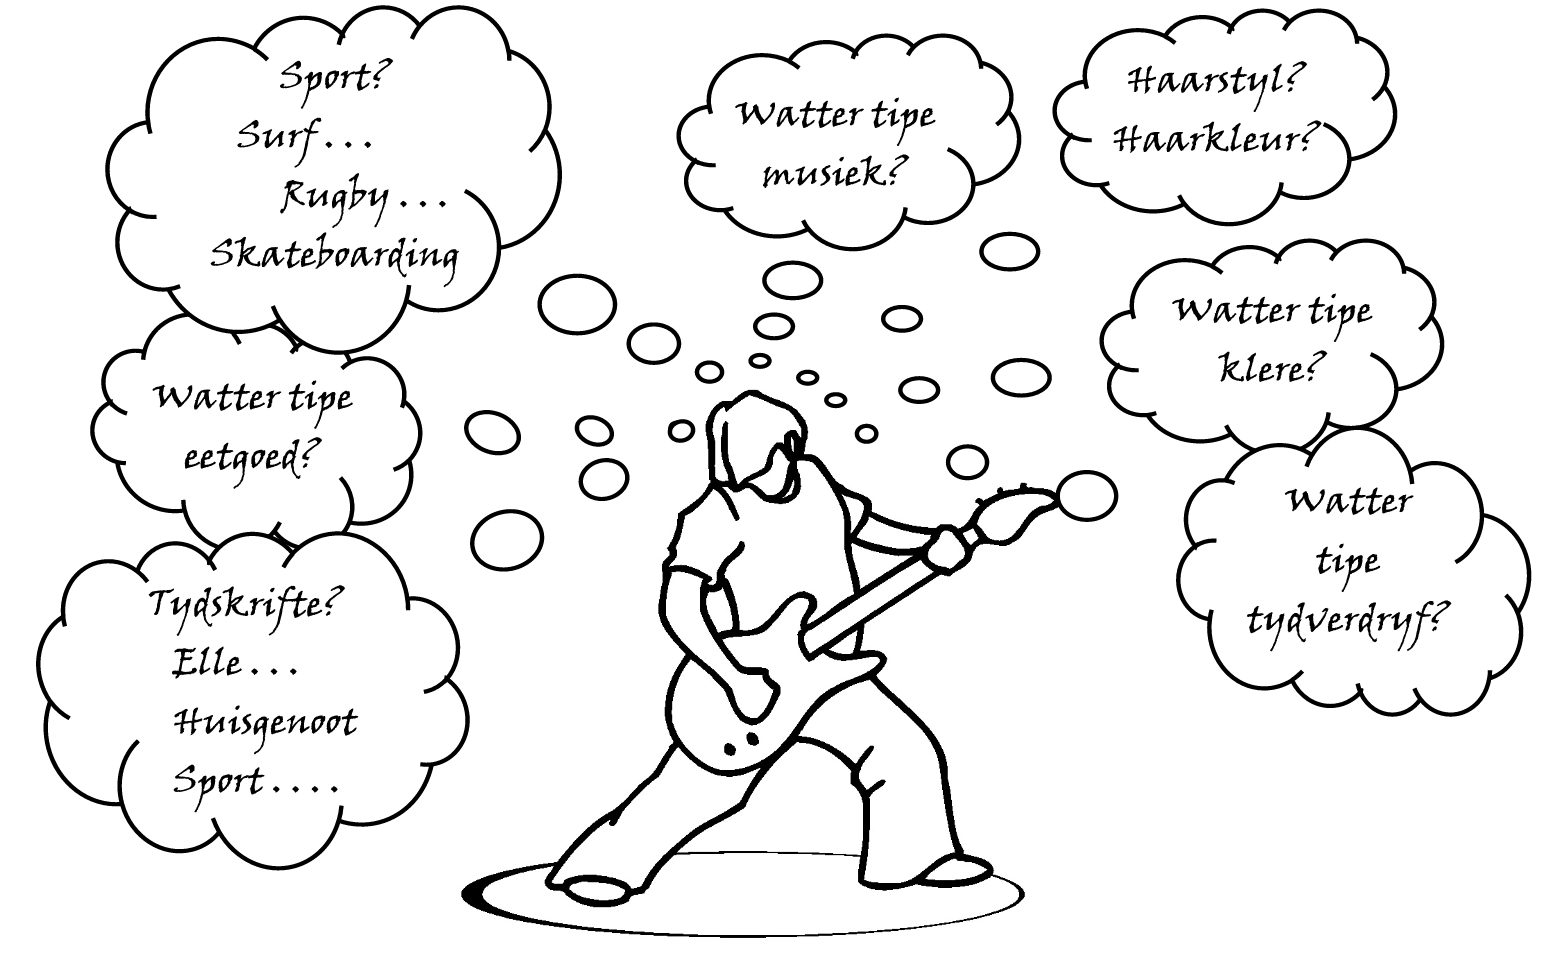 Sport?
Surf . . .
Rugby . . .
Skateboarding
Watter tipe
musiek?
Haarstyl?
Haarkleur?
Watter tipe
klere?
Watter tipe
eetgoed?
Watter
tipe
tydverdryf?
Tydskrifte?
Elle . . .
Huisgenoot
Sport . . . .